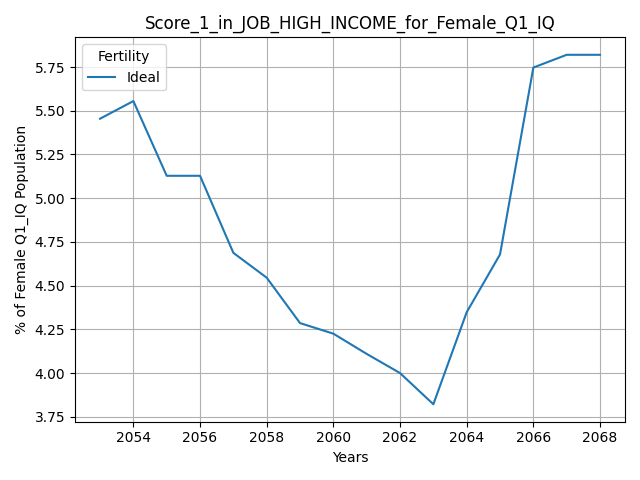 Score_1_in_JOB_HIGH_INCOME_for_Female_Q1_IQ
Fertility
Ideal
% of Female Q1_IQ Population
5.75
5.50
5.25
5.00
4.75
4.50
4.25
4.00
3.75
2054 2056 2058 2060 2062 2064 2066 2068
Years